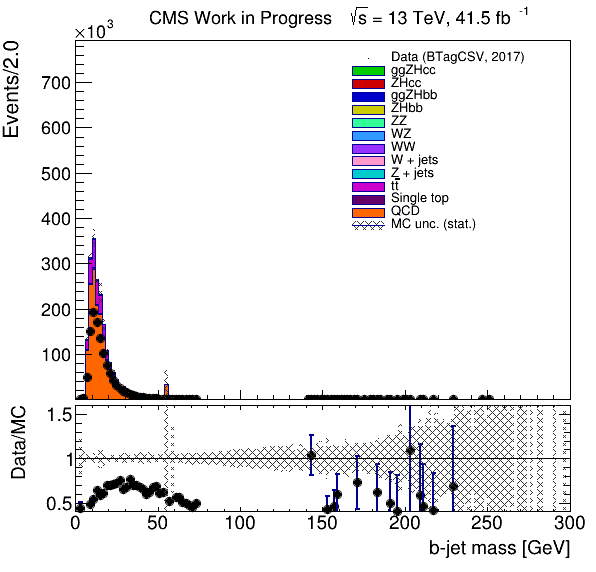 CMS Work in Progress √s = 13 TeV, 41.5 fb⁻¹
×10³
Events/2.0
700
600
500
400
300
200
100
Data (BTagCSV, 2017)
ggZHcc
ZHcc
ggZHbb
ZHbb
ZZ
WZ
WW
W + jets
Z + jets
tt̅
Single top
QCD
MC unc. (stat.)
Data/MC
1.5
1
0.5
0 50 100 150 200 250 300
b-jet mass [GeV]